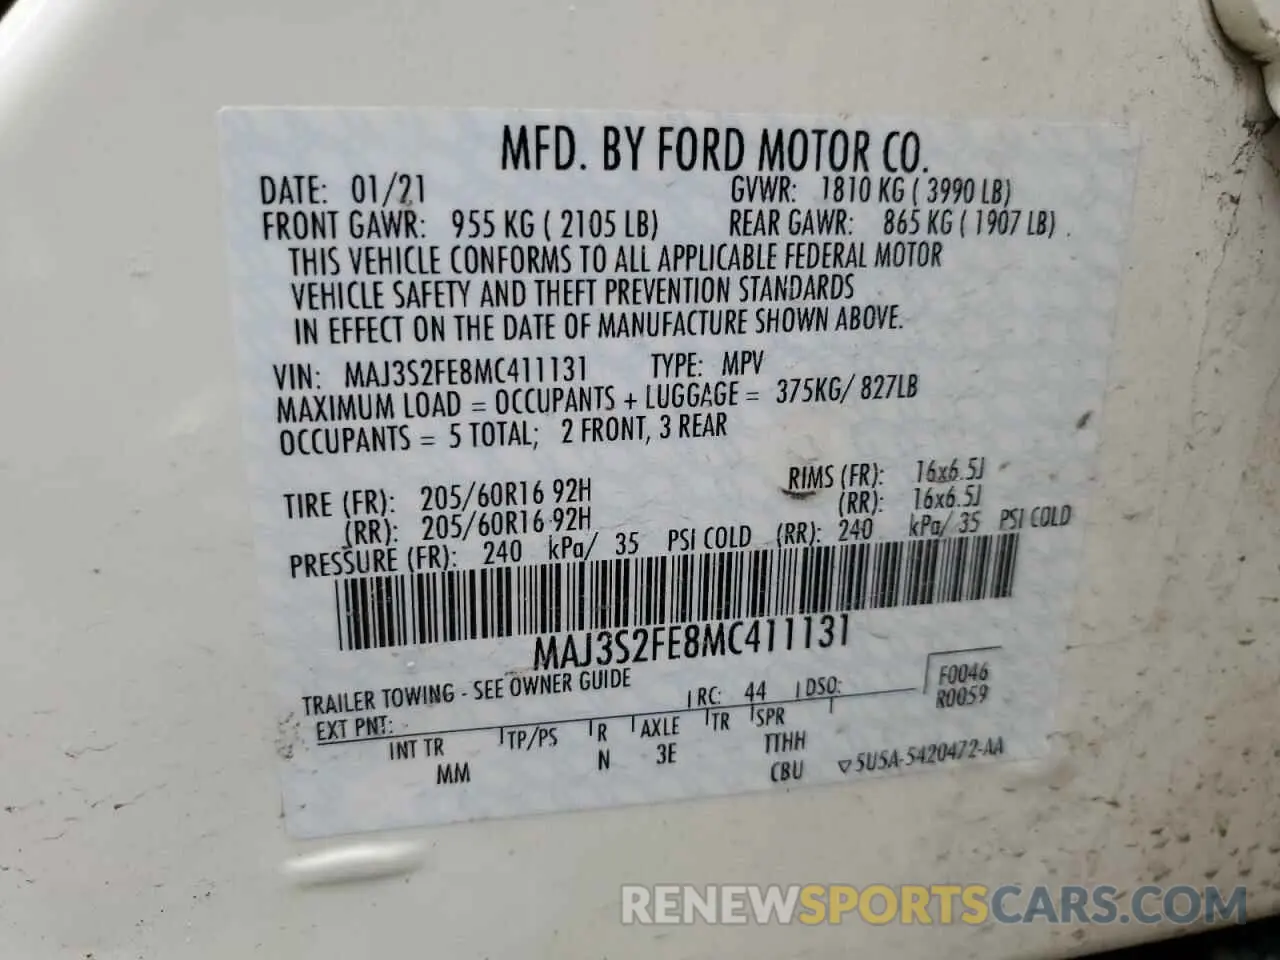 MFD. BY FORD MOTOR CO.
DATE: 01/21 GVWR: 1810 KG ( 3990 LB)
FRONT GAWR: 955 KG ( 2105 LB) REAR GAWR: 865 KG ( 1907 LB) .
THIS VEHICLE CONFORMS TO ALL APPLICABLE FEDERAL MOTOR
VEHICLE SAFETY AND THEFT PREVENTION STANDARDS
IN EFFECT ON THE DATE OF MANUFACTURE SHOWN ABOVE.
VIN: MAJ3S2FE8MC411131 TYPE: MPV
MAXIMUM LOAD = OCCUPANTS + LUGGAGE = 375KG/ 827LB
OCCUPANTS = 5 TOTAL; 2 FRONT, 3 REAR
TIRE (FR): 205/60R16 92H RIMS (FR): 16x6.5J
(RR): 205/60R16 92H (RR): 16x6.5J
PRESSURE (FR): 240 kPa/ 35 PSI COLD (RR): 240 kPa/ 35 PSI COLD
MAJ3S2FE8MC411131
TRAILER TOWING - SEE OWNER GUIDE
EXT PNT: RC: 44 DSO: F0046
R0059
INT TR TP/PS R AXLE TR SPR
MM N 3E TTHH
CBU ▽5U5A-5420472-AA
RENEWSPORTSCARS.COM